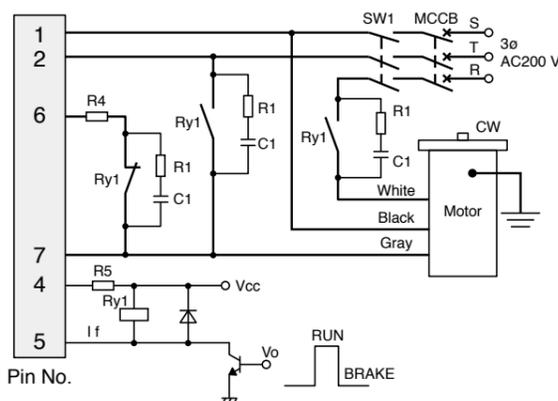 SW1 MCCB S
T
R
3ø
AC200 V
1
2
6
7
4
5
R4
Ry1
R1
C1
Ry1
R1
C1
Ry1
R1
C1
CW
White
Black
Gray
Motor
R5
Ry1
Vcc
If
Vo
RUN
BRAKE
Pin No.